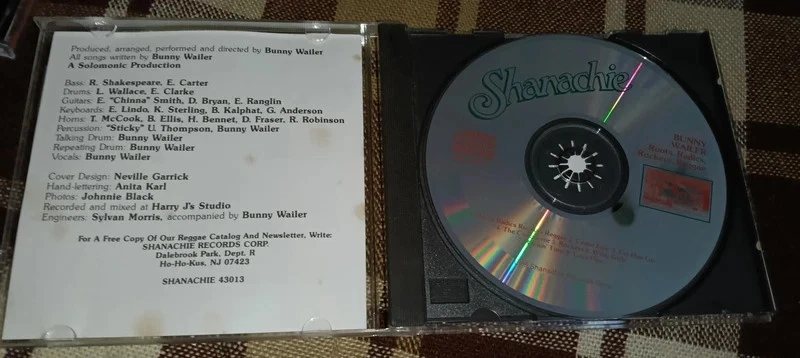 Produced, arranged, performed and directed by Bunny Wailer
All songs written by Bunny Wailer
A Solomonic Production
Bass: R. Shakespeare, E. Carter
Drums: L. Wallace, E. Clarke
Guitars: E. "Chinna" Smith, D. Bryan, E. Ranglin
Keyboards: E. Lindo, K. Sterling, B. Kalphat, G. Anderson
Horns: T. McCook, B. Ellis, H. Bennet, D. Fraser, R. Robinson
Percussion: "Sticky" U. Thompson, Bunny Wailer
Talking Drum: Bunny Wailer
Repeating Drum: Bunny Wailer
Vocals: Bunny Wailer
Cover Design: Neville Garrick
Hand-lettering: Anita Karl
Photos: Johnnie Black
Recorded and mixed at Harry J's Studio
Engineers: Sylvan Morris, accompanied by Bunny Wailer
For A Free Copy Of Our Reggae Catalog And Newsletter, Write:
SHANACHIE RECORDS CORP.
Dalebrook Park, Dept. R
Ho-Ho-Kus, NJ 07423
SHANACHIE 43013
Shanachie
BUNNY
WAILER
Roots, Radics,
Rockers, Reggae